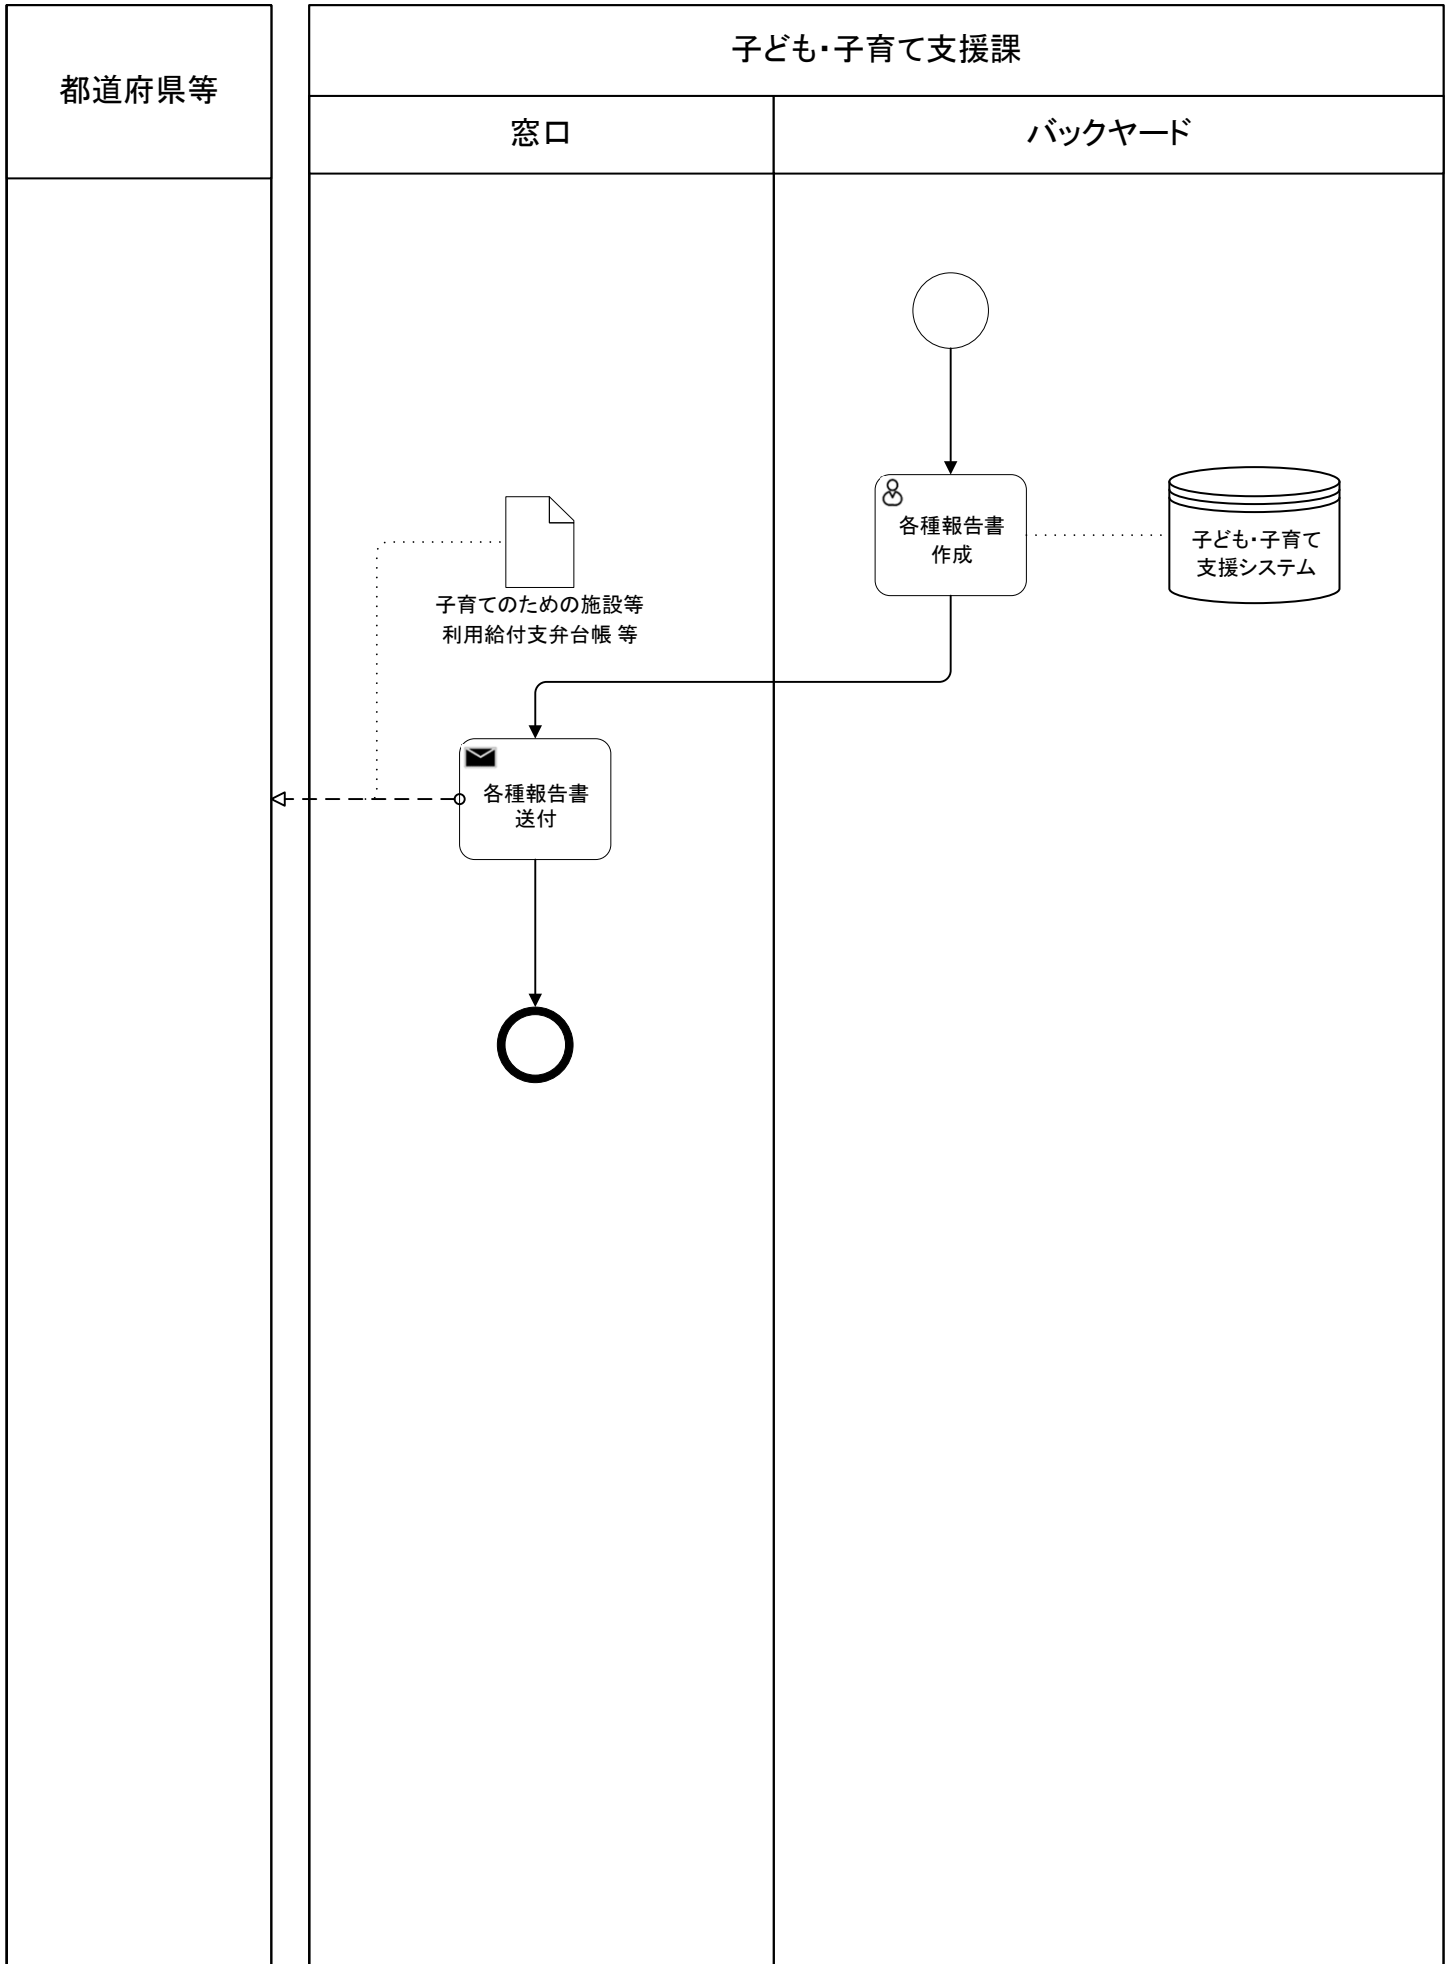 都道府県等
子ども・子育て支援課
窓口
バックヤード
各種報告書
作成
子ども・子育て
支援システム
子育てのための施設等
利用給付支弁台帳 等
各種報告書
送付